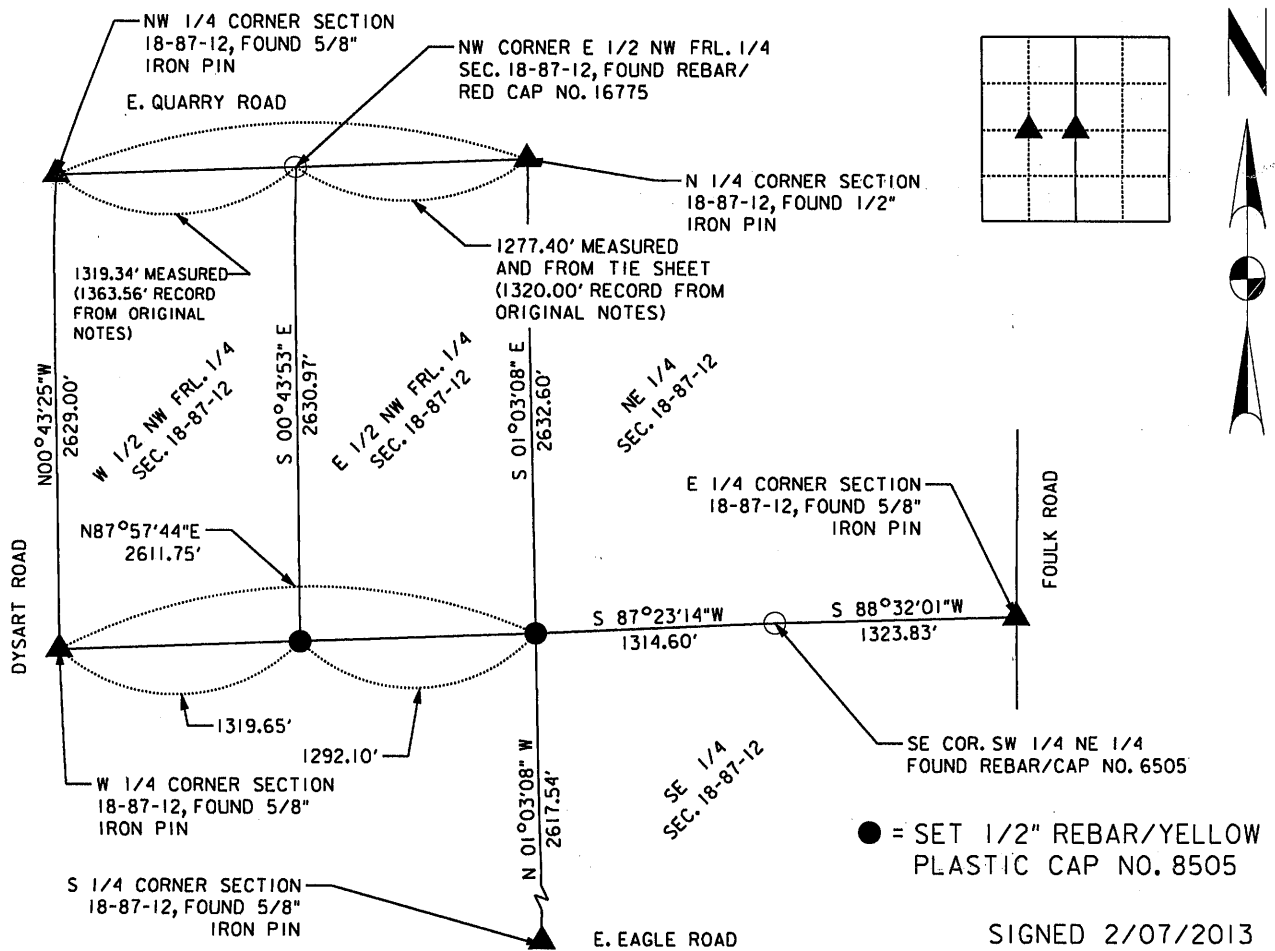 NW 1/4 CORNER SECTION
18-87-12, FOUND 5/8"
IRON PIN
NW CORNER E 1/2 NW FRL. 1/4
SEC. 18-87-12, FOUND REBAR/
RED CAP NO. 16775
N
E. QUARRY ROAD
N 1/4 CORNER SECTION
18-87-12, FOUND 1/2"
IRON PIN
1319.34' MEASURED
(1363.56' RECORD
FROM ORIGINAL
NOTES)
1277.40' MEASURED
AND FROM TIE SHEET
(1320.00' RECORD FROM
ORIGINAL NOTES)
N00°43'25"W
2629.00'
W 1/2 NW FRL. 1/4
SEC. 18-87-12
S 00°43'53" E
2630.97'
E 1/2 NW FRL. 1/4
SEC. 18-87-12
S 01°03'08" E
2632.60'
NE 1/4
SEC. 18-87-12
E 1/4 CORNER SECTION
18-87-12, FOUND 5/8"
IRON PIN
FOULK ROAD
DYSART ROAD
N87°57'44"E
2611.75'
S 87°23'14"W
1314.60'
S 88°32'01"W
1323.83'
1319.65'
1292.10'
W 1/4 CORNER SECTION
18-87-12, FOUND 5/8"
IRON PIN
N 01°03'08" W
2617.54'
SE 1/4
SEC. 18-87-12
SE COR. SW 1/4 NE 1/4
FOUND REBAR/CAP NO. 6505
= SET 1/2" REBAR/YELLOW
PLASTIC CAP NO. 8505
S 1/4 CORNER SECTION
18-87-12, FOUND 5/8"
IRON PIN
E. EAGLE ROAD
SIGNED 2/07/2013